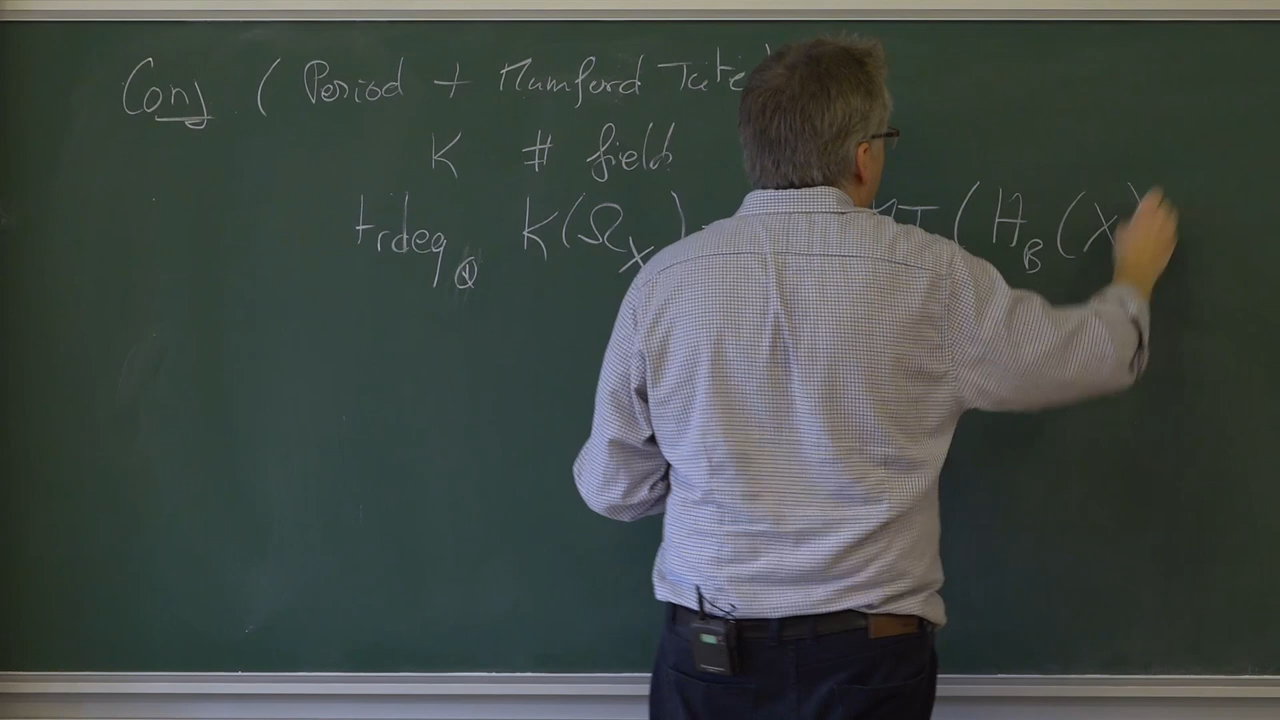 Conj (Period + Mumford Tate)
K # field
trdeg_Q K(Ω_X) MT (H_B(X)